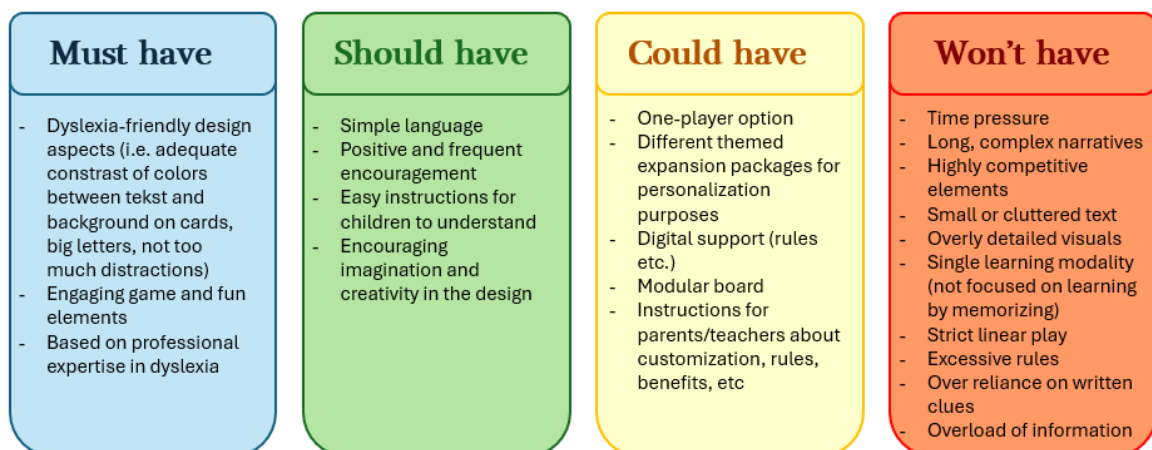 Must have
- Dyslexia-friendly design
aspects (i.e. adequate
constrast of colors
between tekst and
background on cards,
big letters, not too
much distractions)
- Engaging game and fun
elements
- Based on professional
expertise in dyslexia
Should have
- Simple language
- Positive and frequent
encouragement
- Easy instructions for
children to understand
- Encouraging
imagination and
creativity in the design
Could have
- One-player option
- Different themed
expansion packages for
personalization
purposes
- Digital support (rules
etc.)
- Modular board
- Instructions for
parents/teachers about
customization, rules,
benefits, etc
Won't have
- Time pressure
- Long, complex narratives
- Highly competitive
elements
- Small or cluttered text
- Overly detailed visuals
- Single learning modality
(not focused on learning
by memorizing)
- Strict linear play
- Excessive rules
- Over reliance on written
clues
- Overload of information